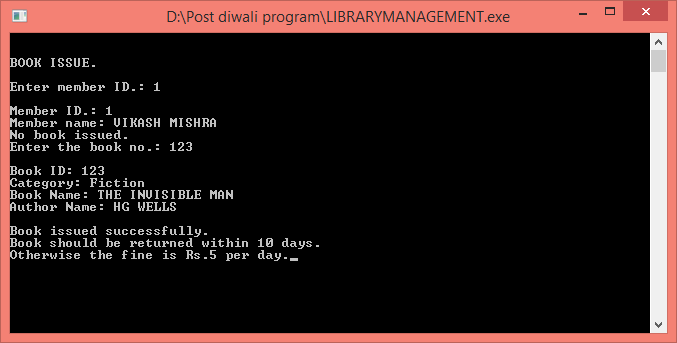 D:\Post diwali program\LIBRARYMANAGEMENT.exe
BOOK ISSUE.
Enter member ID.: 1
Member ID.: 1
Member name: VIKASH MISHRA
No book issued.
Enter the book no.: 123
Book ID: 123
Category: Fiction
Book Name: THE INVISIBLE MAN
Author Name: HG WELLS
Book issued successfully.
Book should be returned within 10 days.
Otherwise the fine is Rs.5 per day.